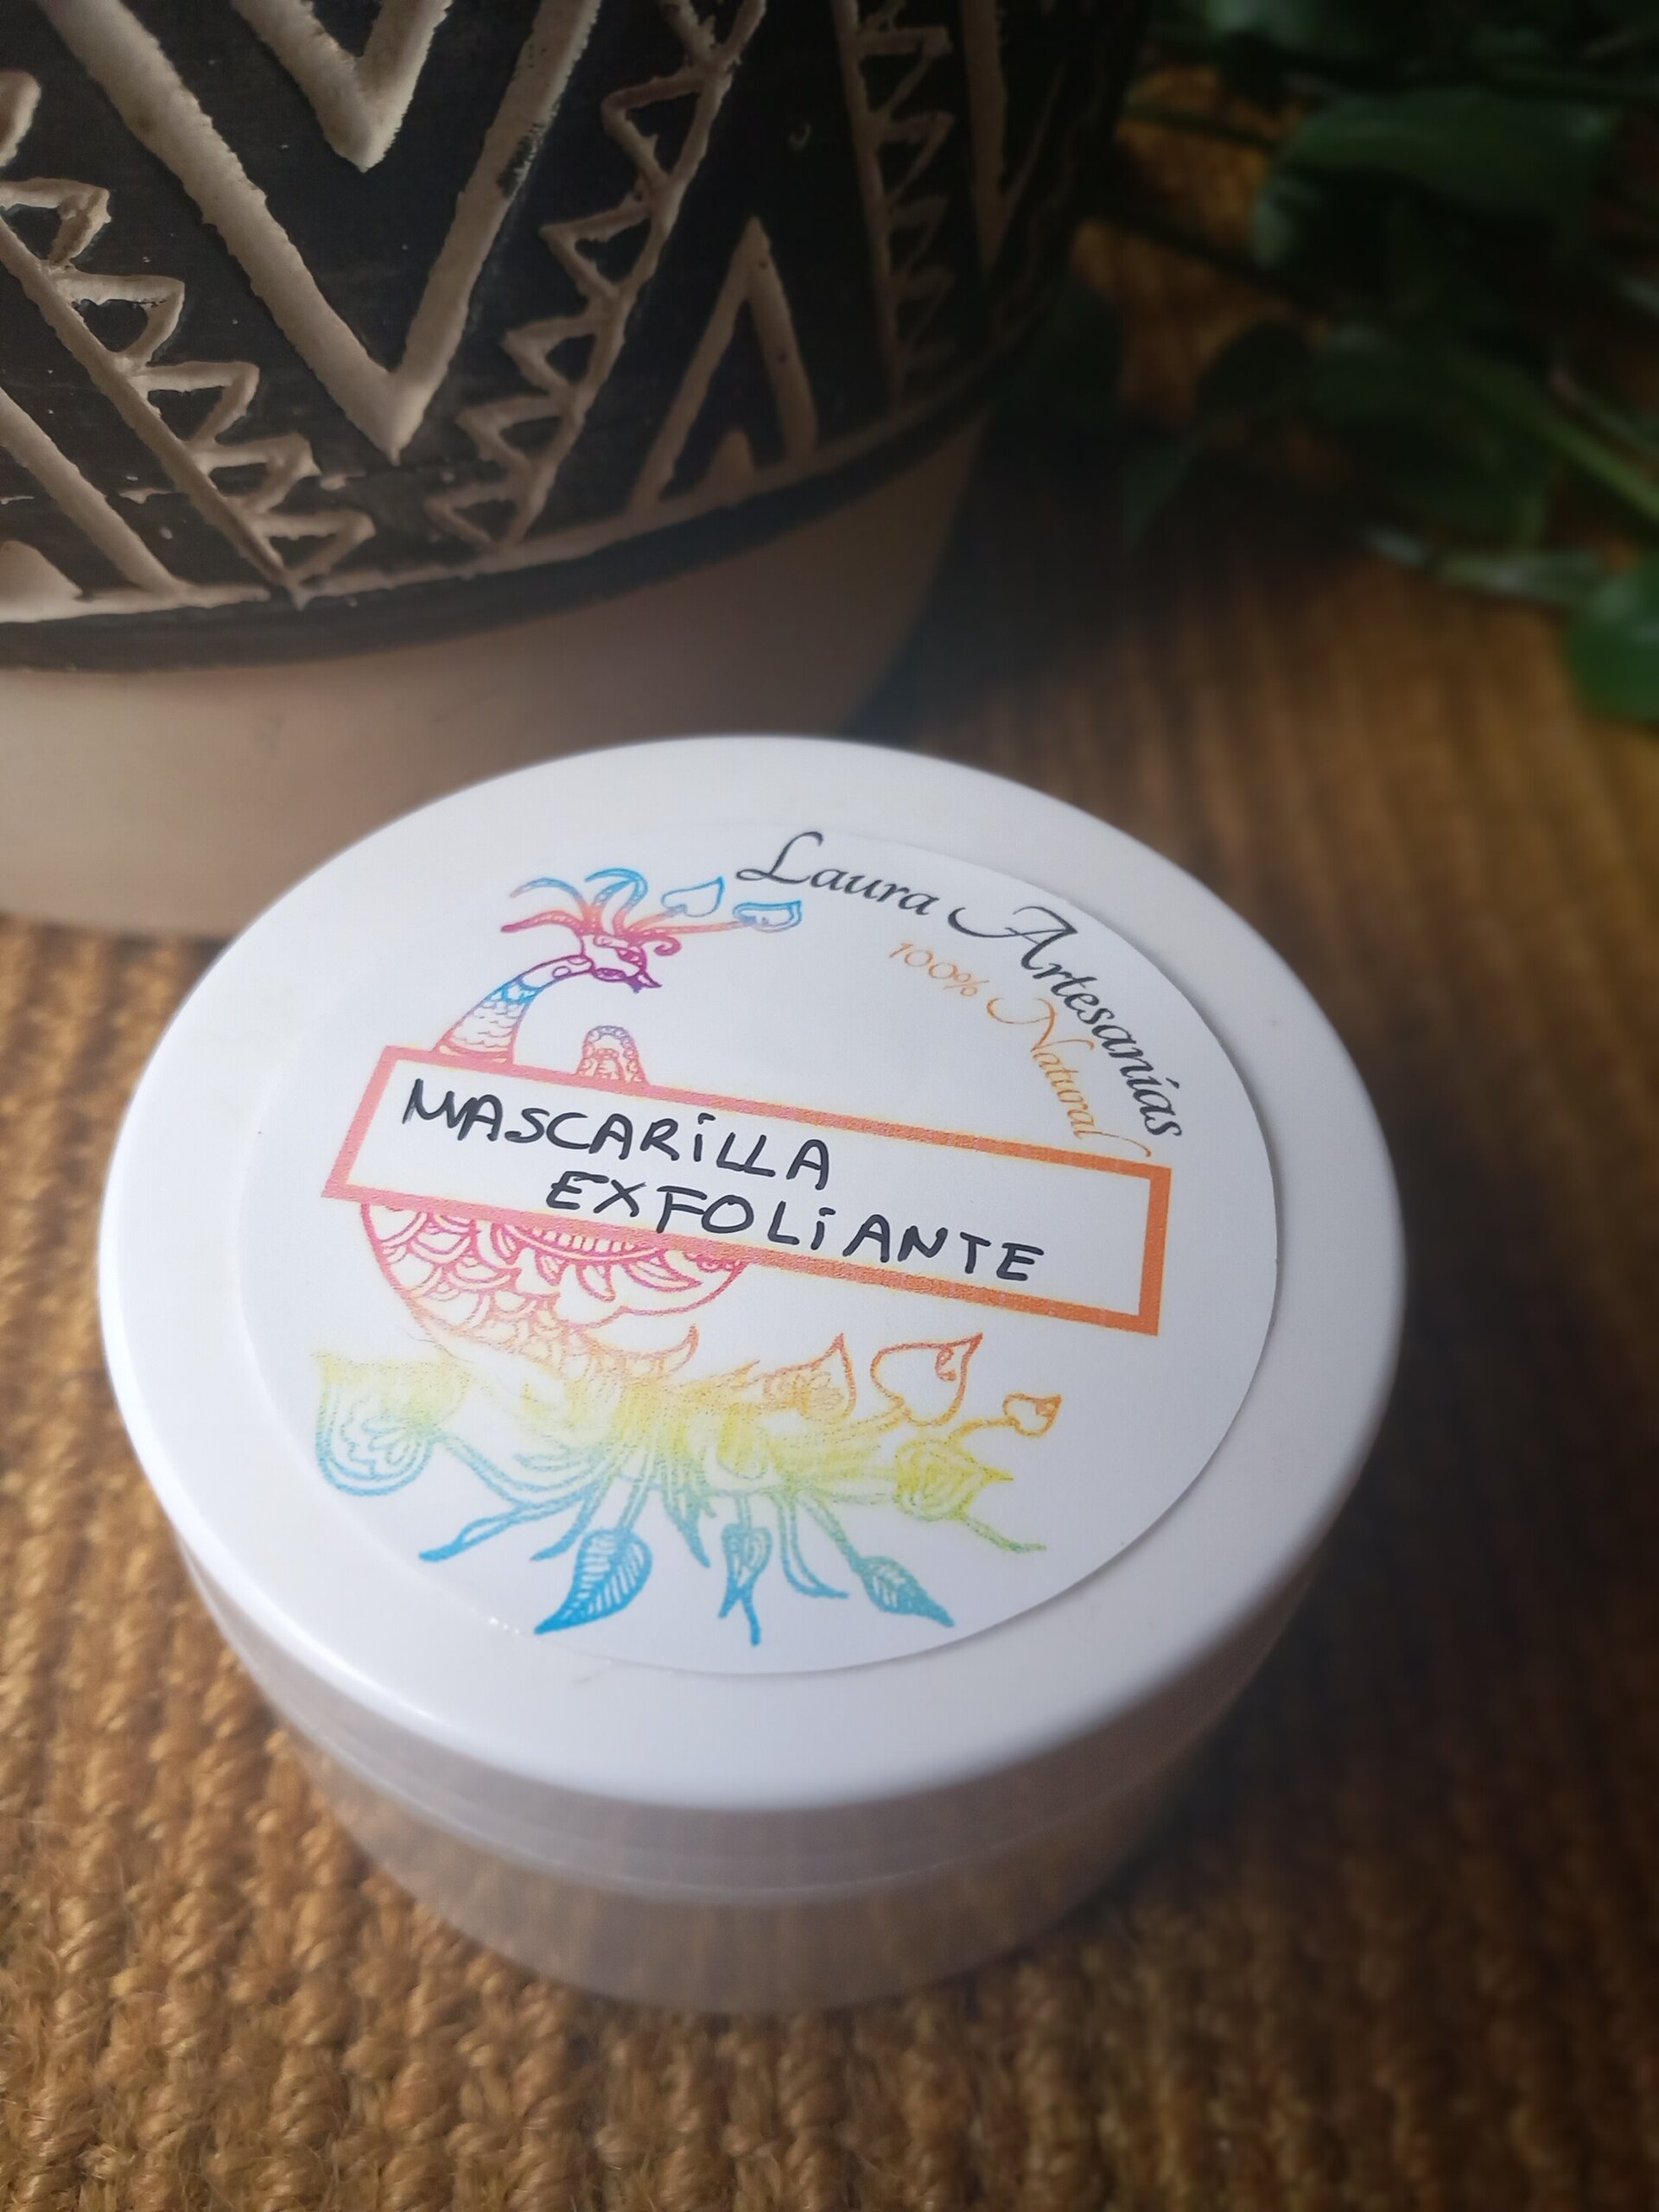 Laura Artesanías
100% Natural
MASCARiLLA
EXFOLiANTE